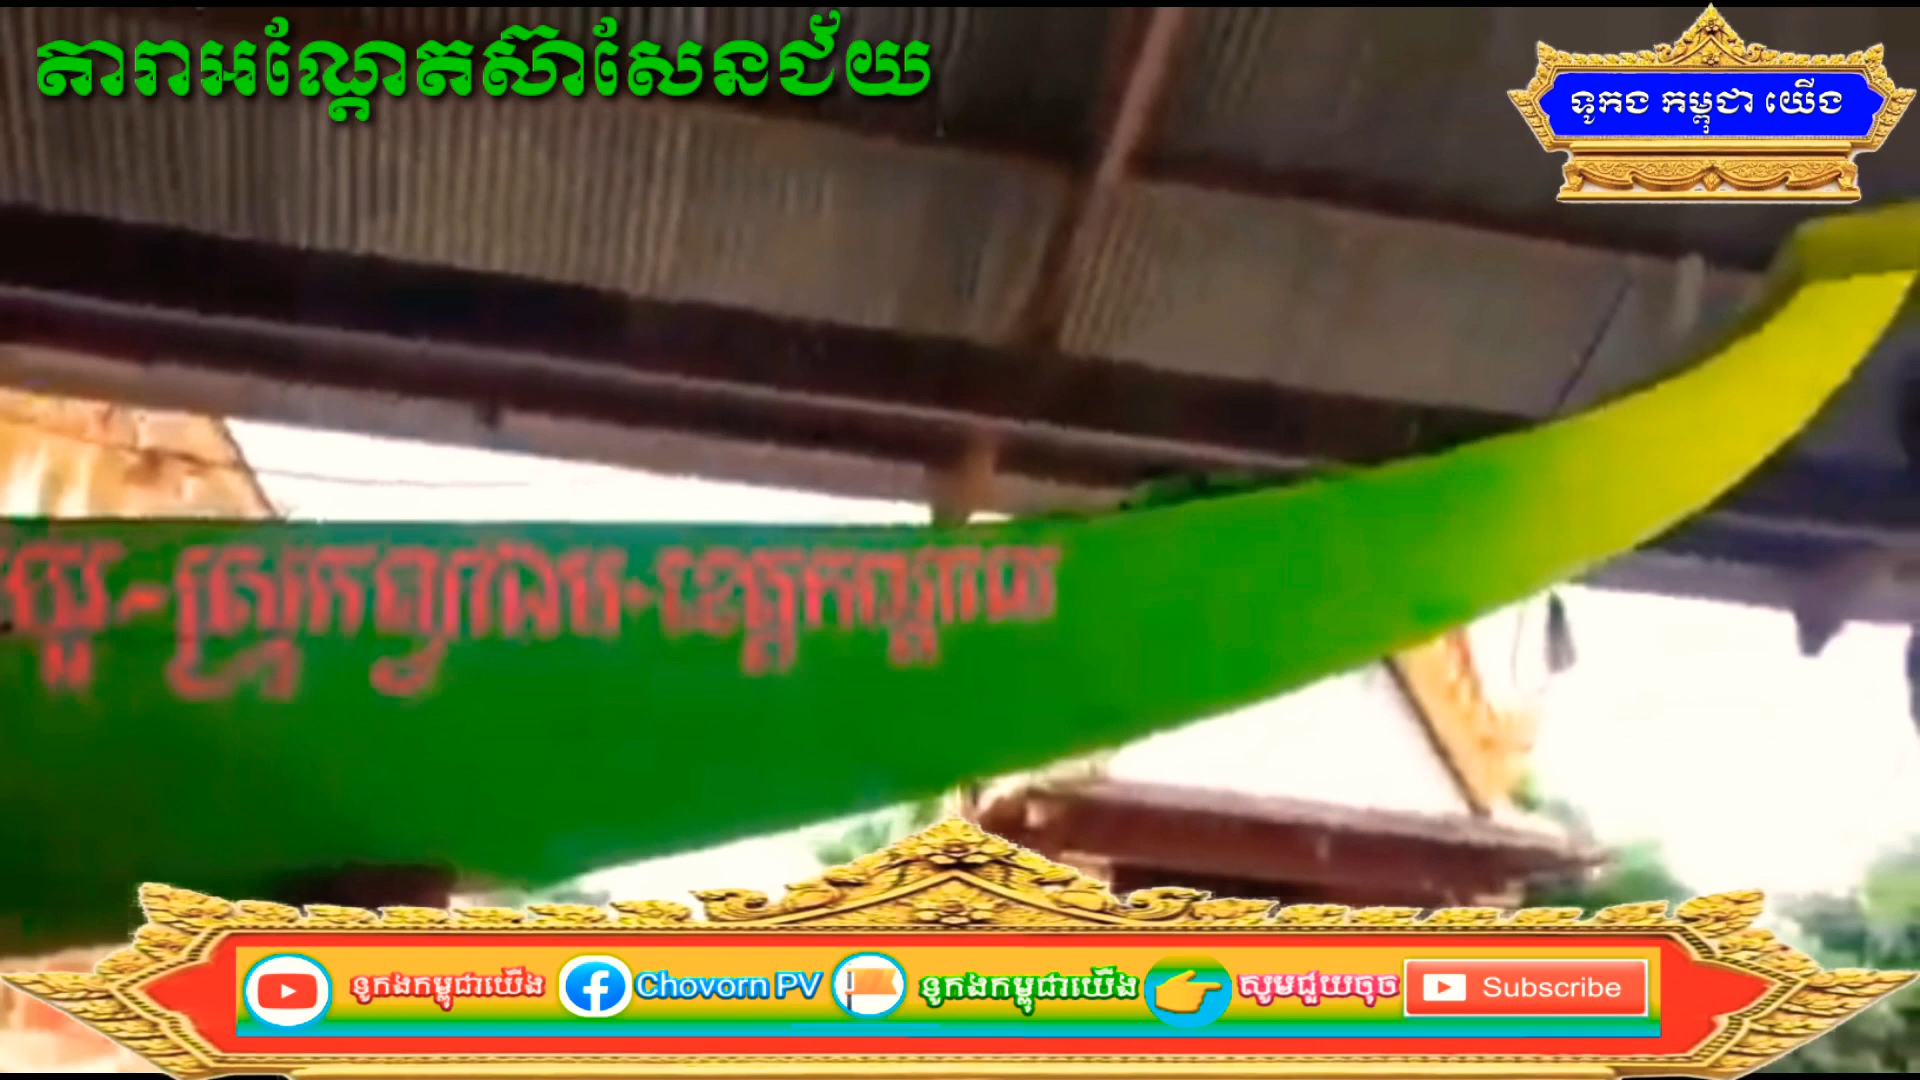 តារាអណ្ដែតស៊ាសែនជ័យ
ទូកង កម្ពុជា យើង
-ស្រុកល្វាឯម-ខេត្តកណ្ដាល
ទូកងកម្ពុជាយើង
Chovorn PV
ទូកងកម្ពុជាយើង
សូមជួយចុច
Subscribe